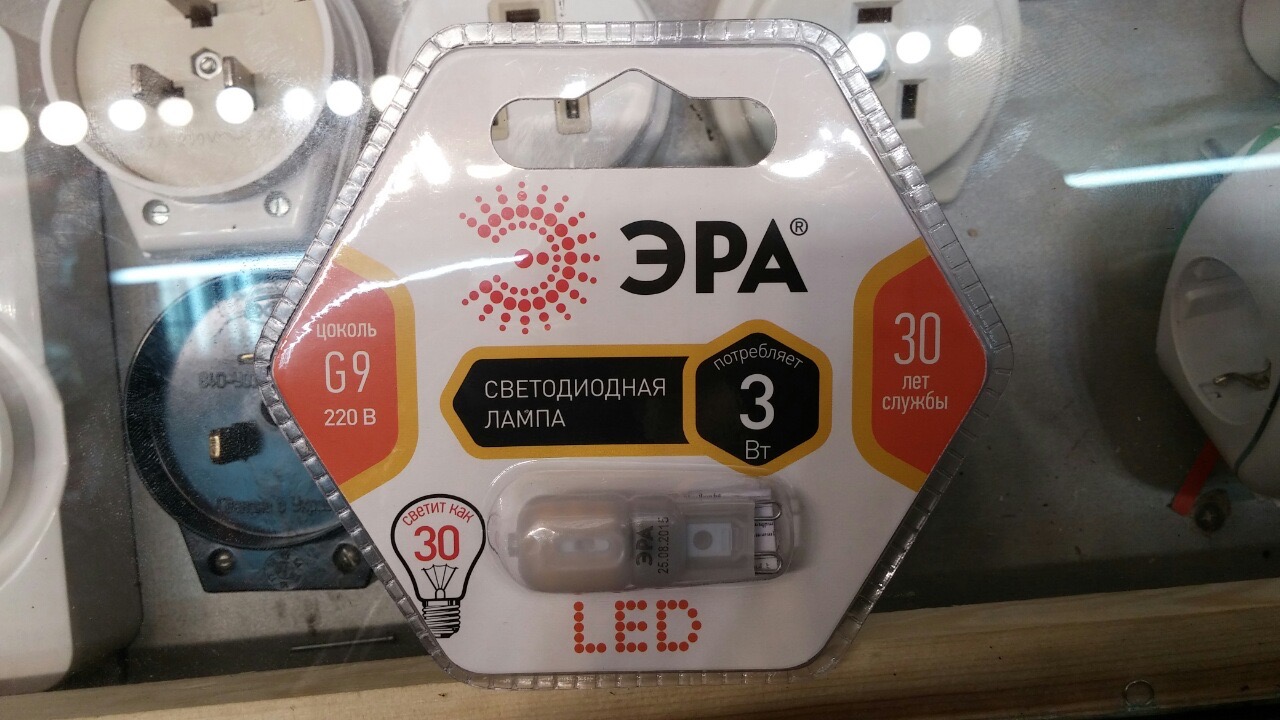 ЭРА®
цоколь
G9
220 В
СВЕТОДИОДНАЯ
ЛАМПА
потребляет
3
Вт
30
лет
службы
светит как
30
ЭРА
25.08.2015
LED